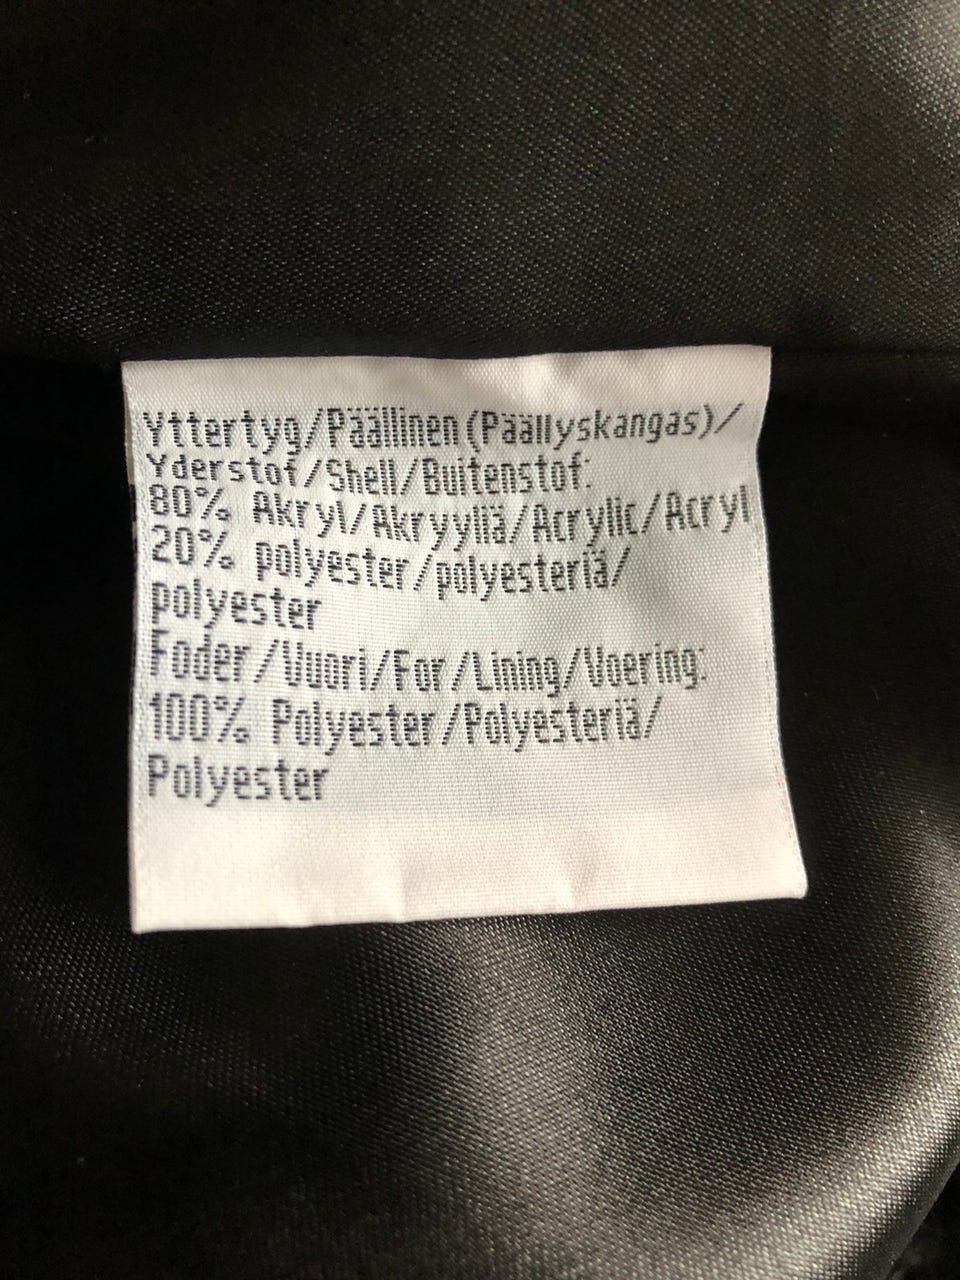 Yttertyg/Päällinen(Päällyskangas)/
Yderstof/Shell/Buitenstof:
80% Akryl/Akryyliä/Acrylic/Acryl
20% polyester/polyesteriä/
polyester
Foder/Vuori/For/Lining/Voering:
100% Polyester/Polyesteriä/
Polyester